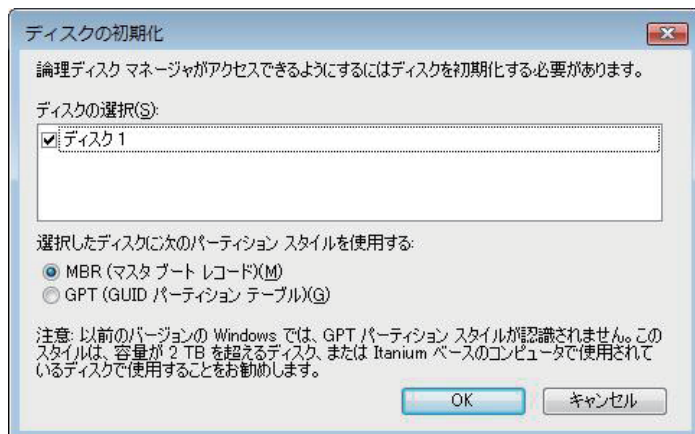 ディスクの初期化
論理ディスク マネージャがアクセスできるようにするにはディスクを初期化する必要があります。
ディスクの選択(S):
ディスク 1
選択したディスクに次のパーティション スタイルを使用する:
MBR (マスタ ブート レコード)(M)
GPT (GUID パーティション テーブル)(G)
注意: 以前のバージョンの Windows では、GPT パーティション スタイルが認識されません。この
スタイルは、容量が 2 TB を超えるディスク、または Itanium ベースのコンピュータで使用されて
いるディスクで使用することをお勧めします。
OK
キャンセル